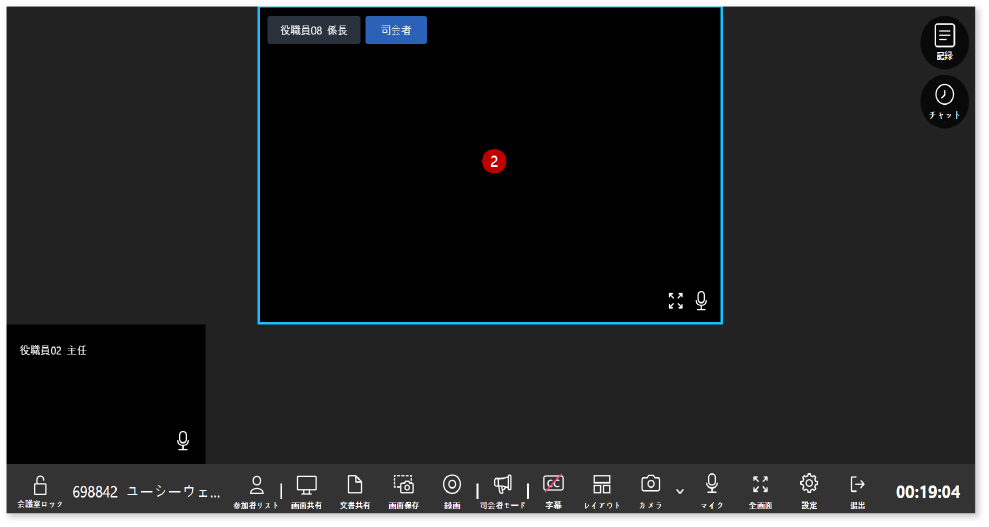 役職員08 係長
司会者
記録
チャット
2
役職員02 主任
会議室ロック
698842 ユーシーウェ...
参加者リスト
画面共有
文書共有
画面保存
録画
司会者モード
CC
字幕
レイアウト
カメラ
マイク
全画面
設定
退出
00:19:04